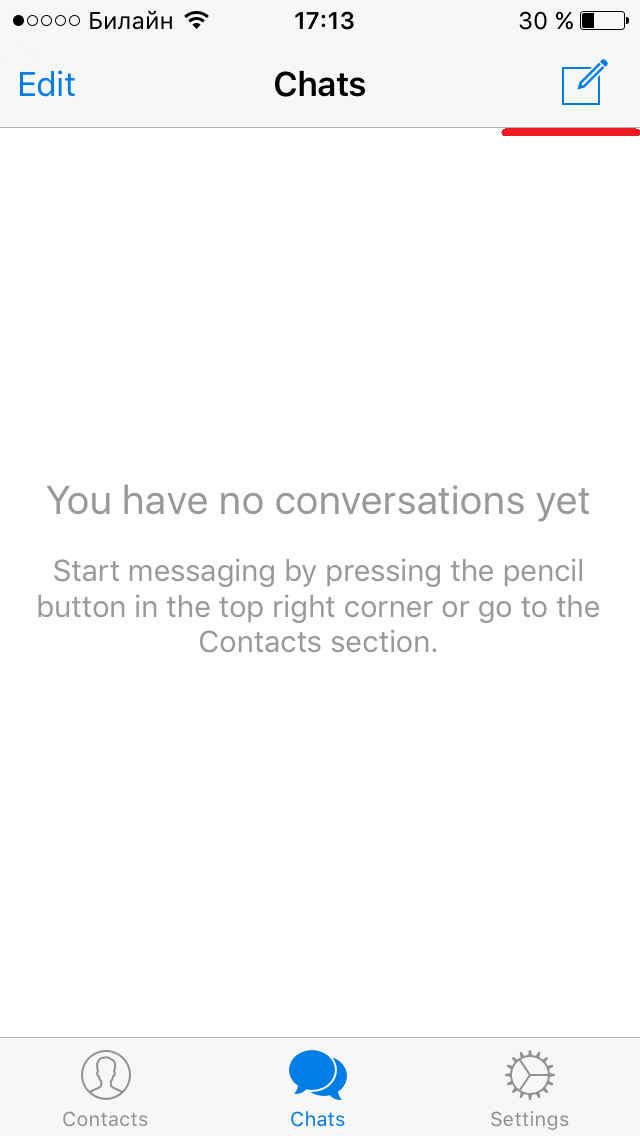 Билайн 17:13 30 %
Edit Chats
You have no conversations yet
Start messaging by pressing the pencil
button in the top right corner or go to the
Contacts section.
Contacts Chats Settings